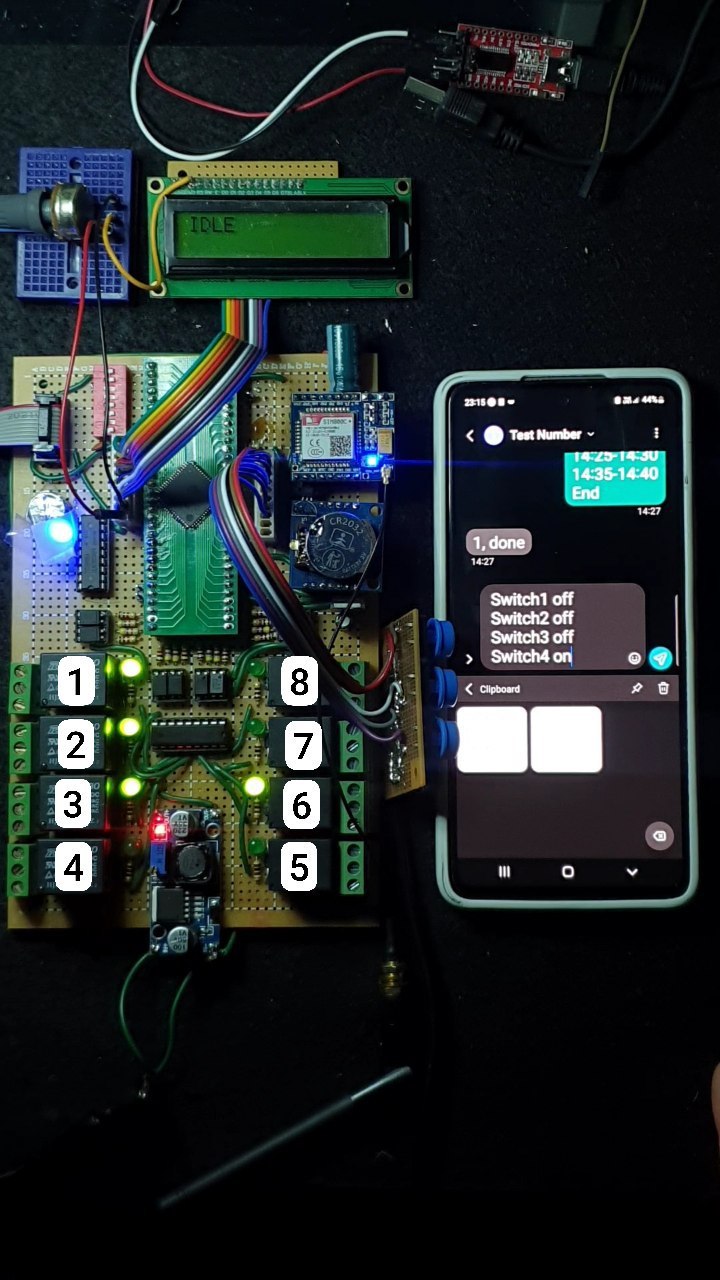 IDLE
SIM800C
CR2032
1
2
3
4
8
7
6
5
23:15
44%
Test Number
14:25-14:30
14:35-14:40
End
14:27
1, done
14:27
Switch1 off
Switch2 off
Switch3 off
Switch4 on
Clipboard